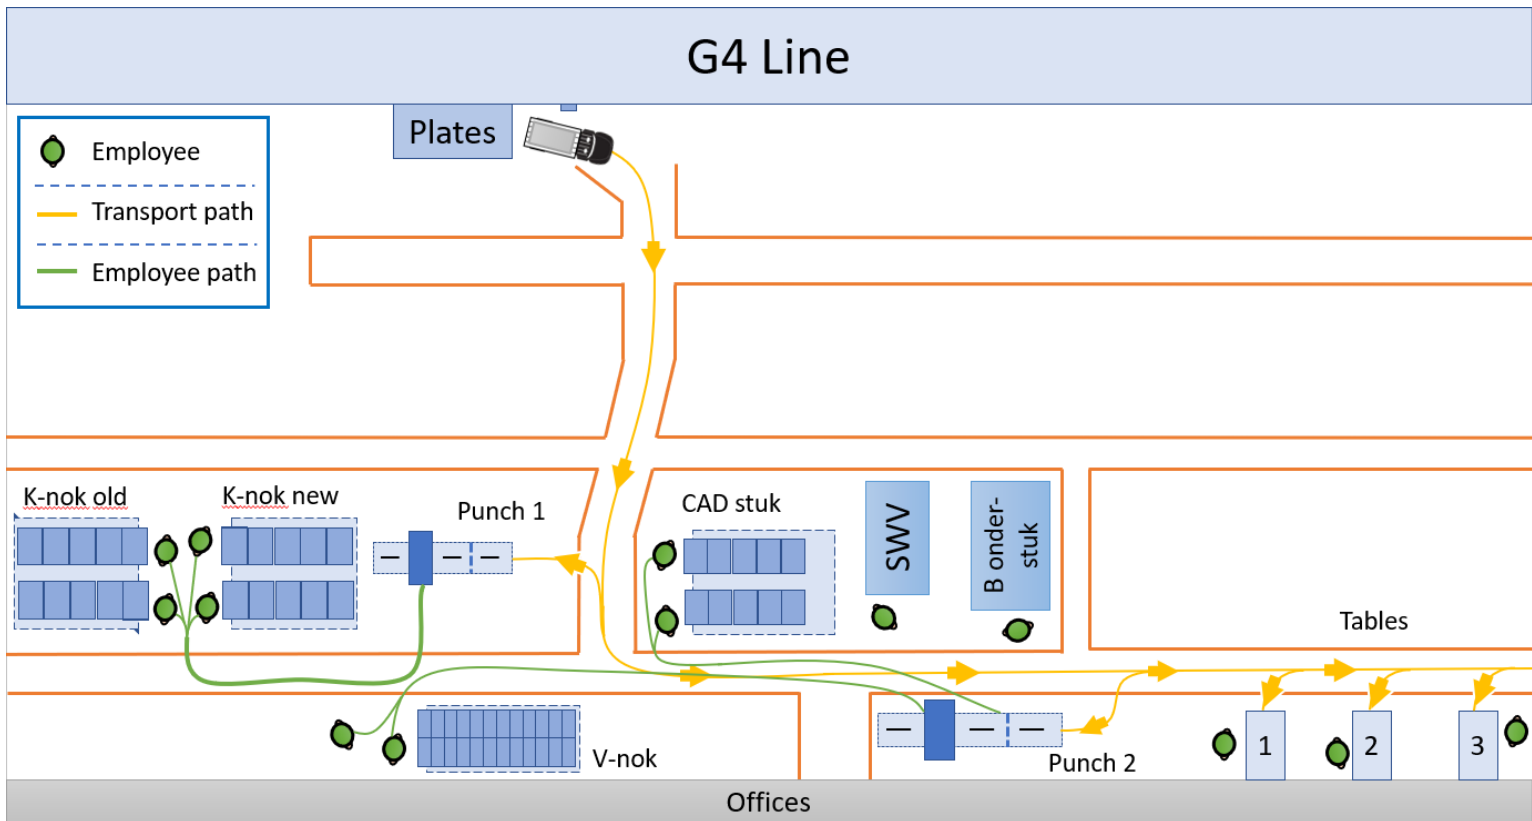 G4 Line
Plates
Employee
Transport path
Employee path
K-nok old
K-nok new
Punch 1
CAD stuk
SWV
B onder-
stuk
Tables
V-nok
Punch 2
1
2
3
Offices